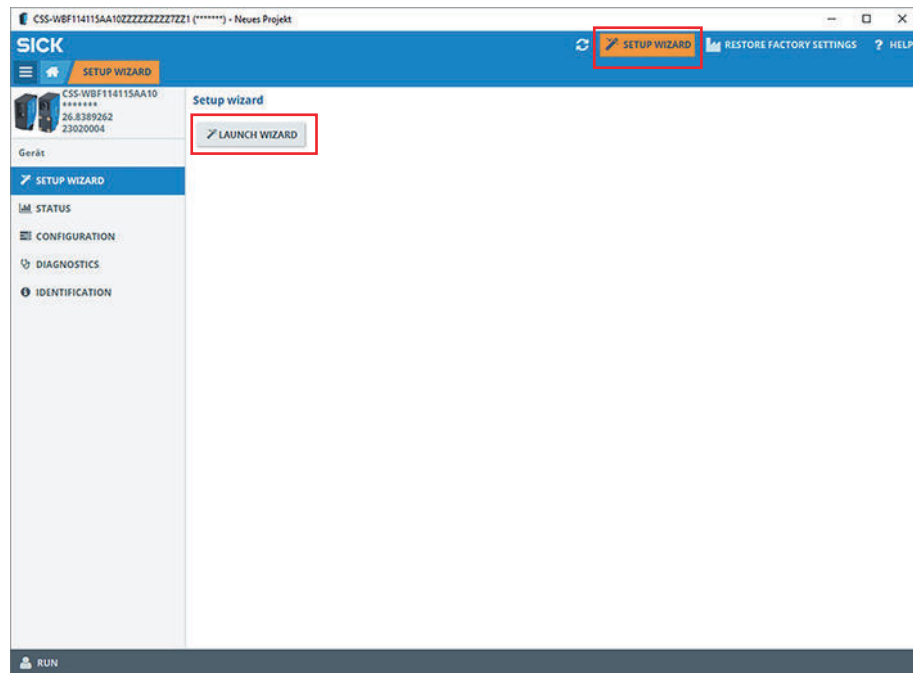 CSS-WBF114115AA10ZZZZZZZZZZ7ZZ1 (*******) - Neues Projekt
SICK
SETUP WIZARD
RESTORE FACTORY SETTINGS
? HELP
SETUP WIZARD
CSS-WBF114115AA10
*******
26.8389262
23020004
Gerät
SETUP WIZARD
STATUS
CONFIGURATION
DIAGNOSTICS
IDENTIFICATION
Setup wizard
LAUNCH WIZARD
RUN